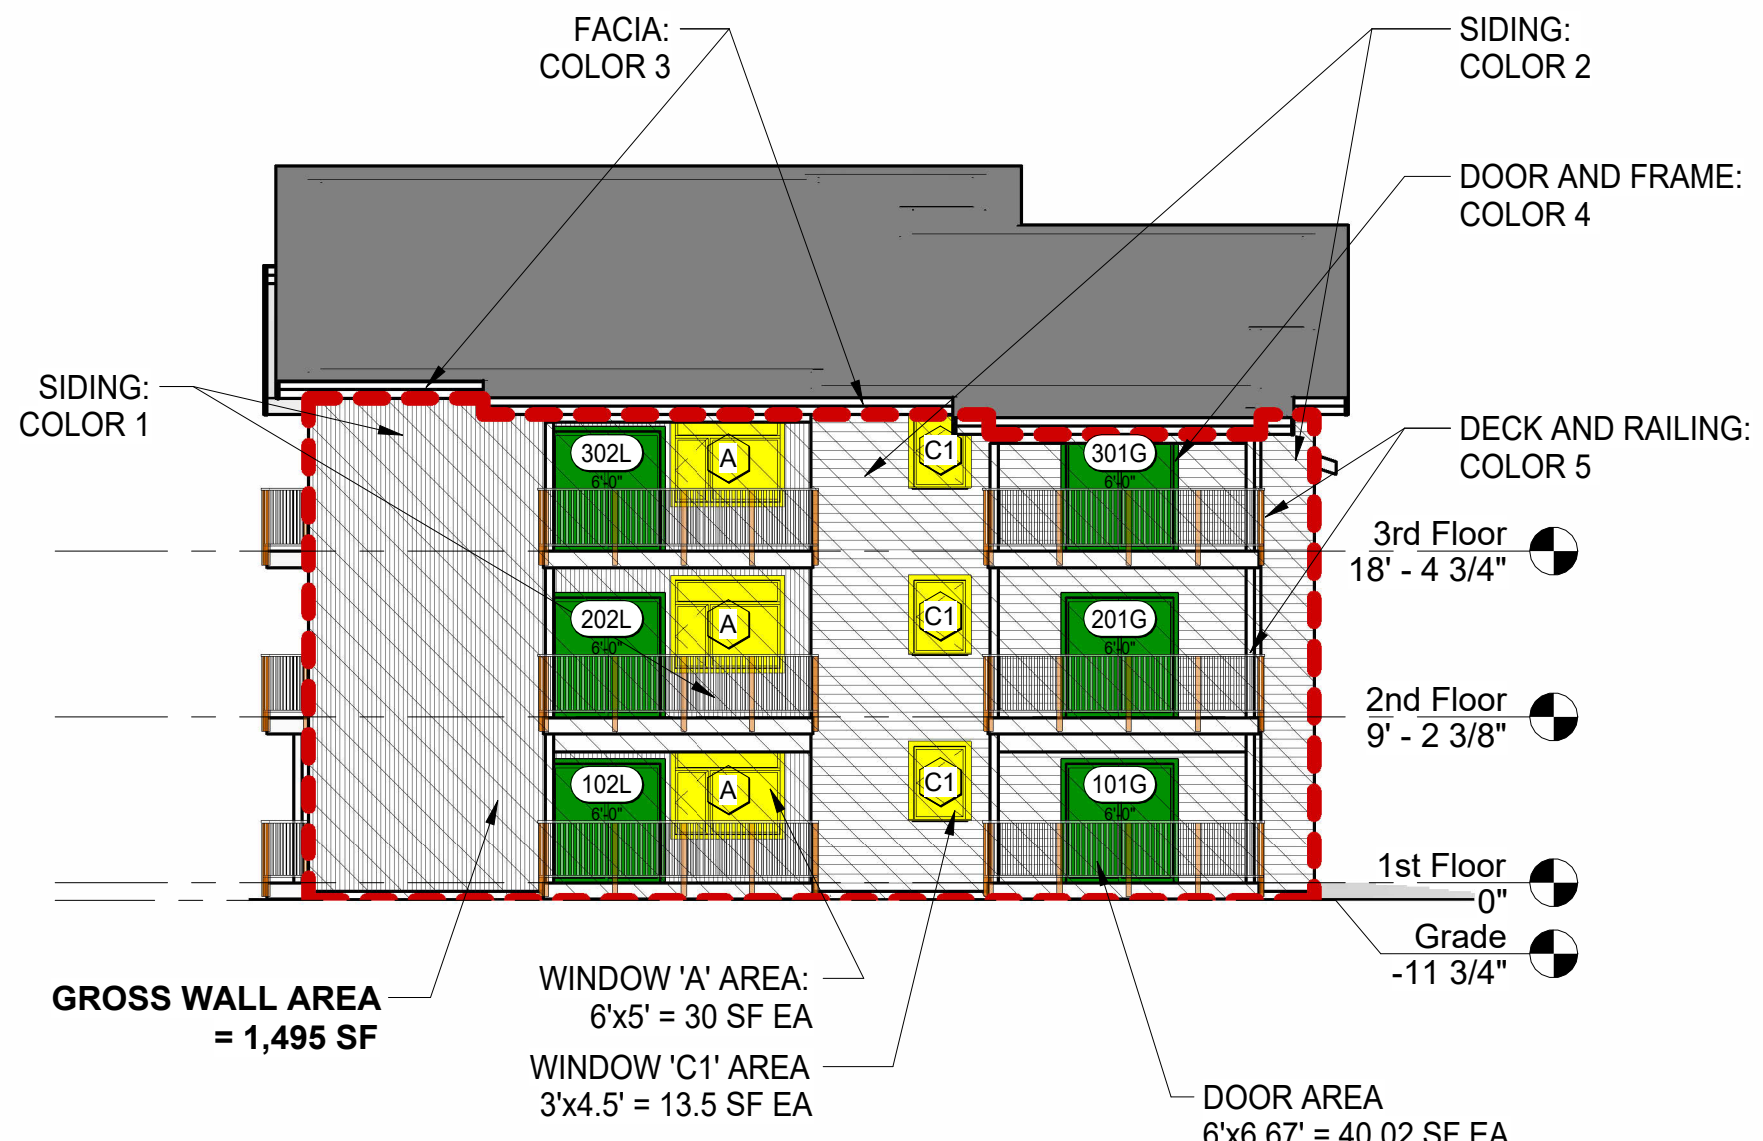 FACIA:
COLOR 3
SIDING:
COLOR 2
DOOR AND FRAME:
COLOR 4
SIDING:
COLOR 1
DECK AND RAILING:
COLOR 5
302L
6'-0"
A
C1
301G
6'-0"
3rd Floor
18' - 4 3/4"
202L
6'-0"
A
C1
201G
6'-0"
2nd Floor
9' - 2 3/8"
102L
6'-0"
A
C1
101G
6'-0"
1st Floor
0"
Grade
-11 3/4"
GROSS WALL AREA
= 1,495 SF
WINDOW 'A' AREA:
6'x5' = 30 SF EA
WINDOW 'C1' AREA
3'x4.5' = 13.5 SF EA
DOOR AREA
6'x6.67' = 40.02 SF EA